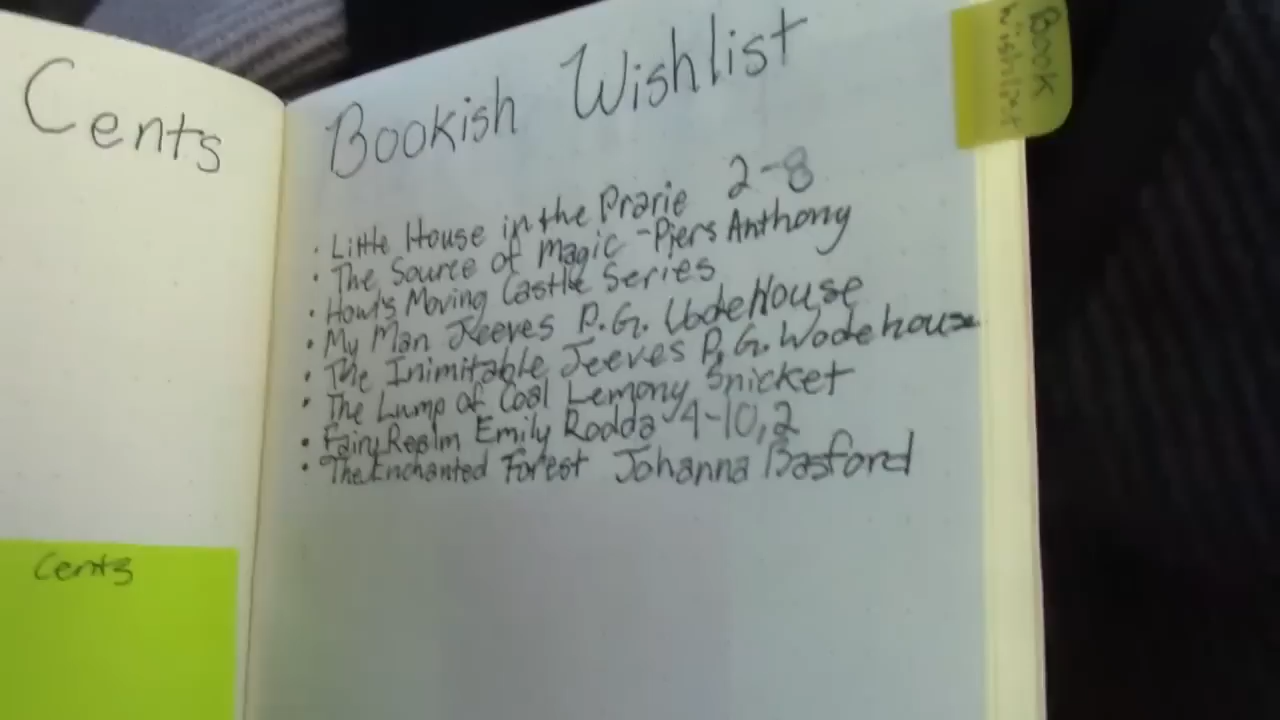 Cents
Cents
Bookish Wishlist
• Little House in the Prarie 2-8
• The Source of Magic - Piers Anthony
• Howl's Moving Castle Series
• My Man Jeeves P.G. WodeHouse
• The Inimitable Jeeves P.G. Wodehouse
• The Lump of Coal Lemony Snicket
• Fairy Realm Emily Rodda 4-10,2
• The Enchanted Forest Johanna Basford
Book
Wishlist